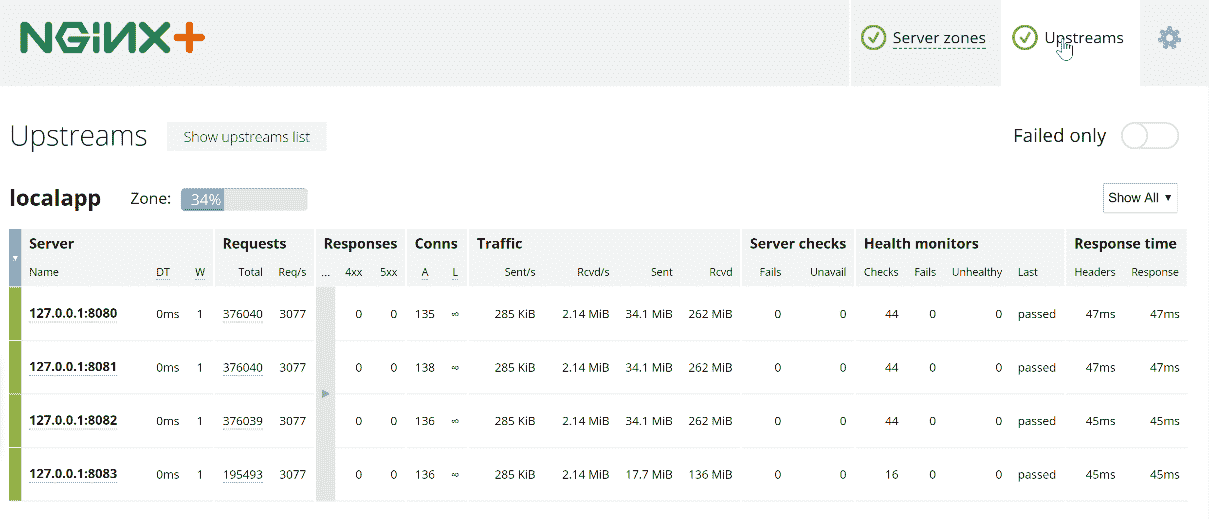 NGINX+ Server zones Upstreams
Upstreams Show upstreams list Failed only
localapp Zone: 34% Show All
Server Requests Responses Conns Traffic Server checks Health monitors Response time
Name DT W Total Req/s ... 4xx 5xx A L Sent/s Rcvd/s Sent Rcvd Fails Unavail Checks Fails Unhealthy Last Headers Response
127.0.0.1:8080 0ms 1 376040 3077 0 0 135 ∞ 285 KiB 2.14 MiB 34.1 MiB 262 MiB 0 0 44 0 0 passed 47ms 47ms
127.0.0.1:8081 0ms 1 376040 3077 0 0 138 ∞ 285 KiB 2.14 MiB 34.1 MiB 262 MiB 0 0 44 0 0 passed 47ms 47ms
127.0.0.1:8082 0ms 1 376039 3077 0 0 136 ∞ 285 KiB 2.14 MiB 34.1 MiB 262 MiB 0 0 44 0 0 passed 45ms 45ms
127.0.0.1:8083 0ms 1 195493 3077 0 0 136 ∞ 285 KiB 2.14 MiB 17.7 MiB 136 MiB 0 0 16 0 0 passed 45ms 45ms